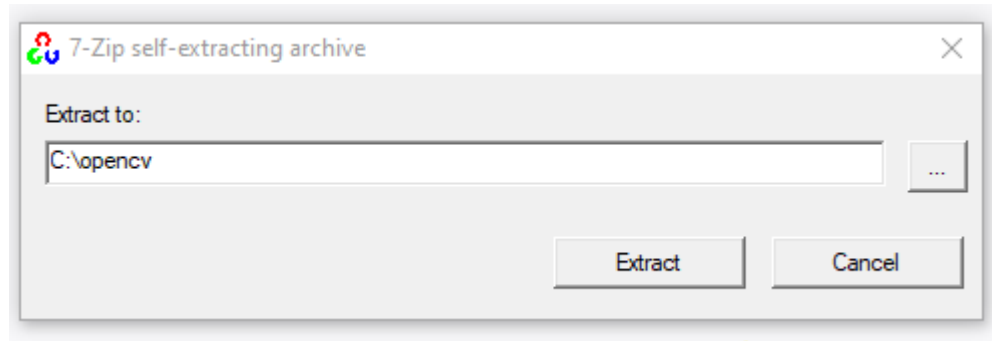 7-Zip self-extracting archive
Extract to:
C:\opencv
...
Extract Cancel